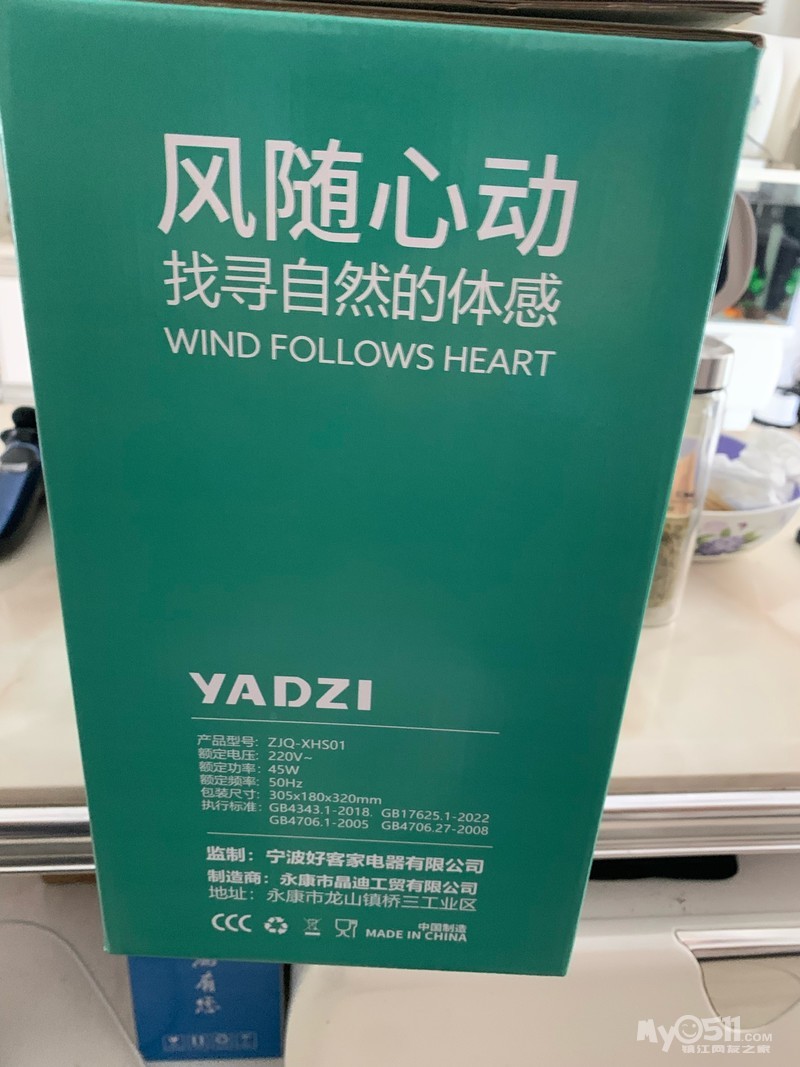 风随心动
找寻自然的体感
WIND FOLLOWS HEART
YADZI
产品型号：ZJQ-XHS01
额定电压：220V~
额定功率：45W
额定频率：50Hz
包装尺寸：305x180x320mm
执行标准：GB4343.1-2018. GB17625.1-2022
GB4706.1-2005 GB4706.27-2008
监制：宁波好客家电器有限公司
制造商：永康市晶迪工贸有限公司
地址：永康市龙山镇桥三工业区
CCC
中国制造
MADE IN CHINA
有您
My0511.COM
镇江网友之家